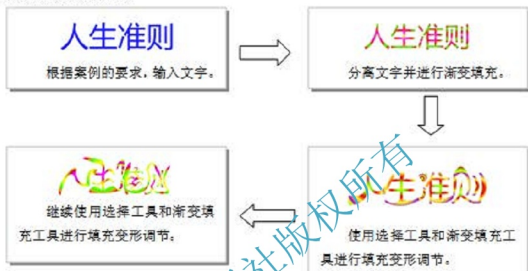 人生准则
根据案例的要求，输入文字。
人生准则
分离文字并进行渐变填充。
人生准则
使用选择工具和渐变填充工
具进行填充变形调节。
人生准则
继续使用选择工具和渐变填
充工具进行填充变形调节。
社版权所有